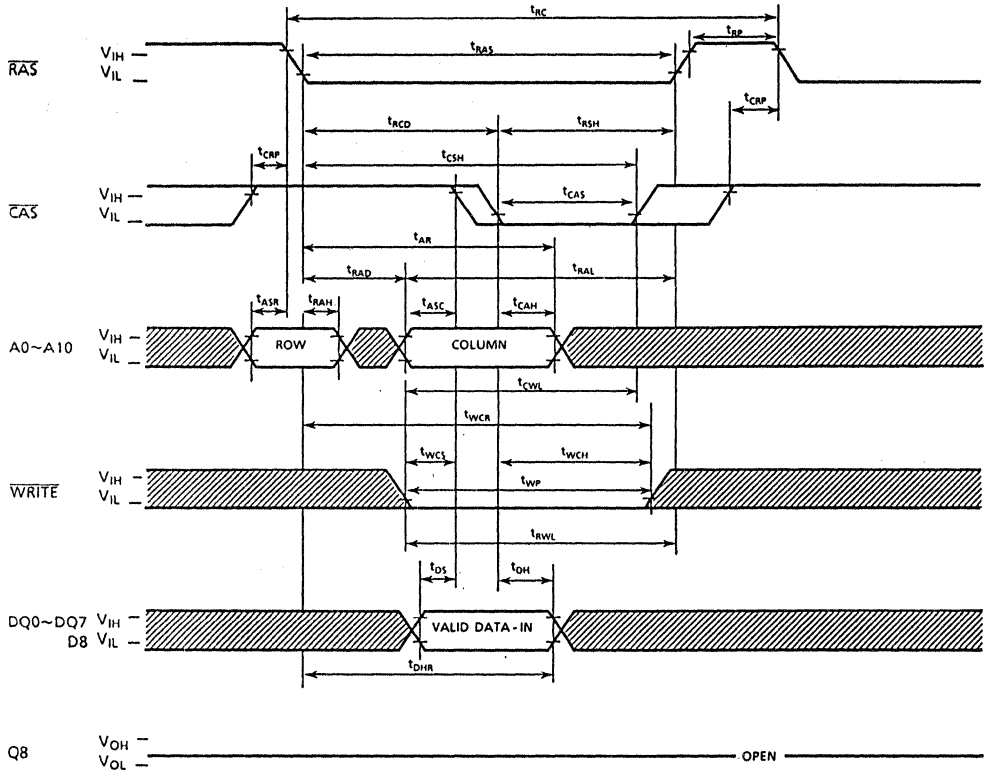 tRC
tRP
tRAS
RAS
VIH
VIL
tCRP
tRCD
tRSH
tCRP
tCSH
CAS
VIH
VIL
tCAS
tAR
tRAD
tRAL
tASR
tRAH
tASC
tCAH
A0~A10
VIH
VIL
ROW
COLUMN
tCWL
tWCR
tWCS
tWCH
WRITE
VIH
VIL
tWP
tRWL
tDS
tDH
DQ0~DQ7 VIH
D8 VIL
VALID DATA-IN
tDHR
Q8
VOH
VOL
OPEN